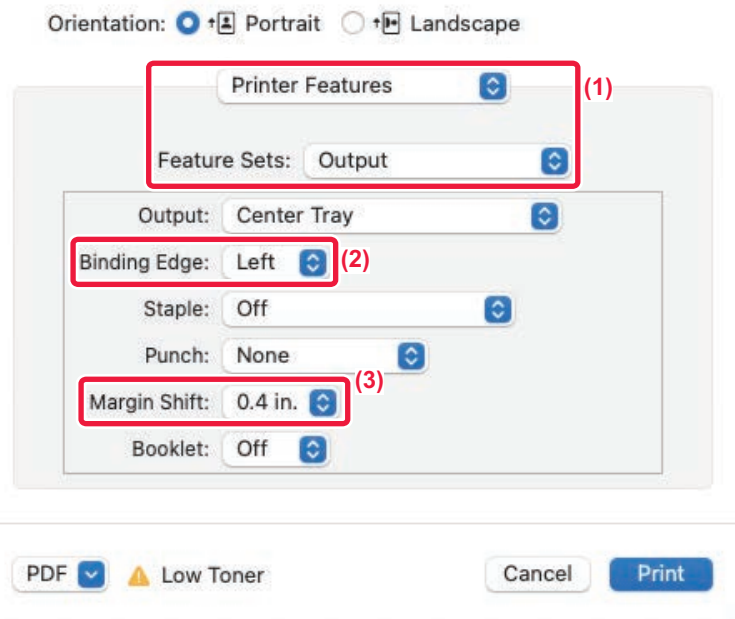 Orientation: Portrait Landscape
Printer Features (1)
Feature Sets: Output
Output: Center Tray
Binding Edge: Left (2)
Staple: Off
Punch: None
(3)
Margin Shift: 0.4 in.
Booklet: Off
PDF Low Toner Cancel Print